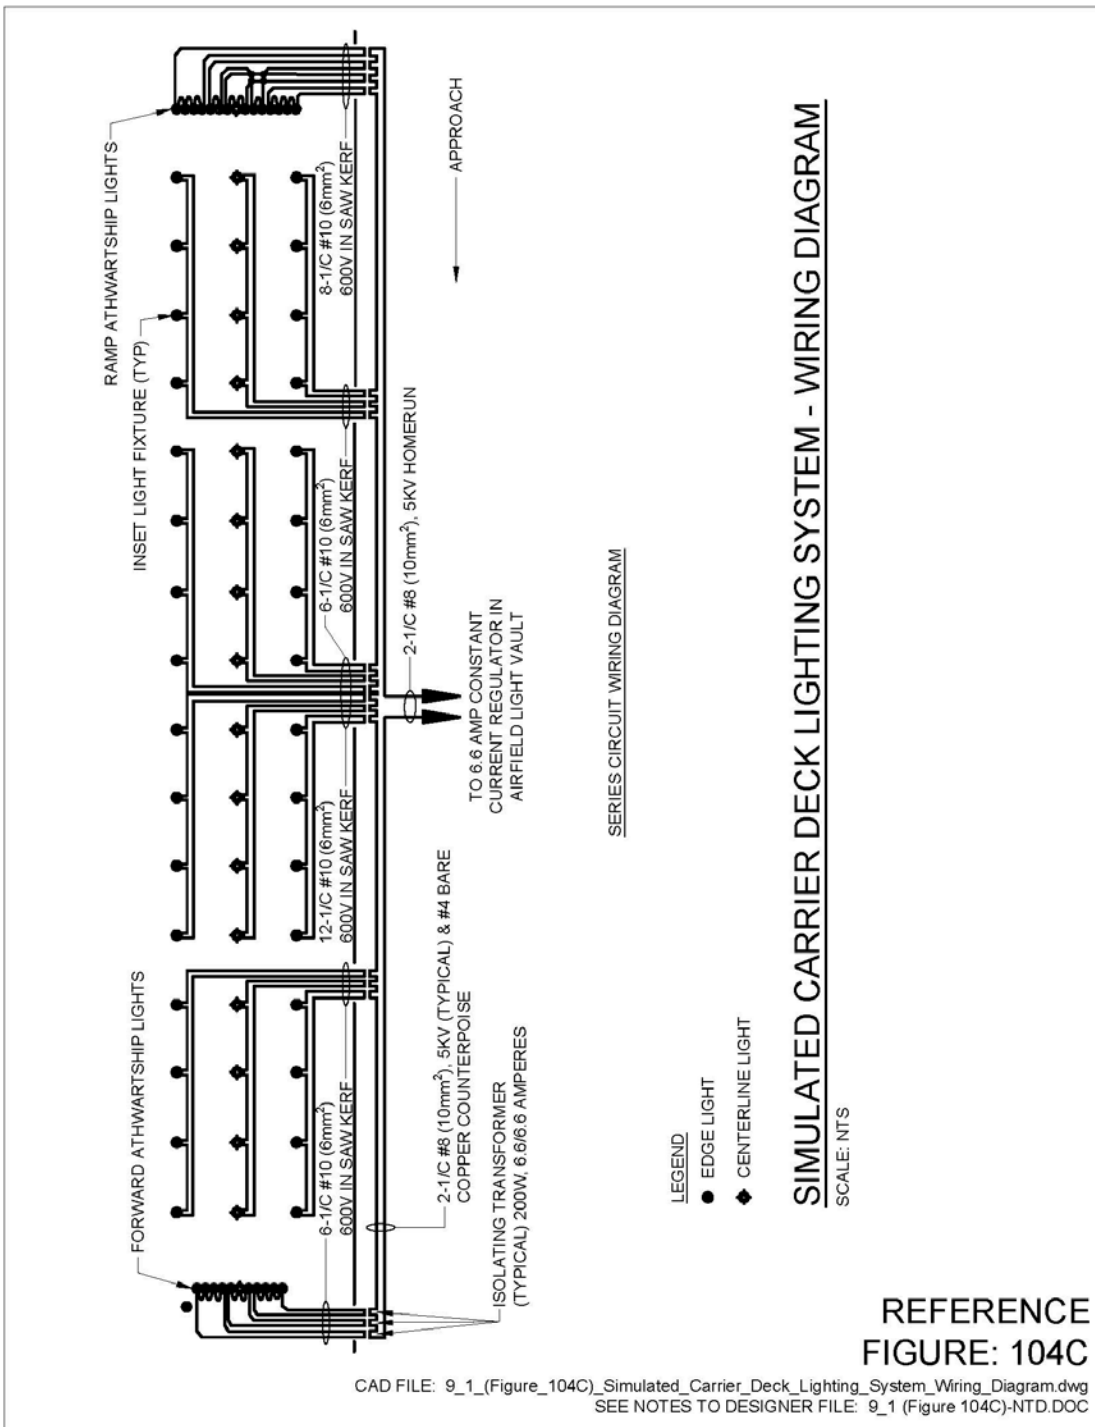 RAMP ATHWARTSHIP LIGHTS
INSET LIGHT FIXTURE (TYP)
FORWARD ATHWARTSHIP LIGHTS
8-1/C #10 (6mm²)
600V IN SAW KERF
6-1/C #10 (6mm²)
600V IN SAW KERF
12-1/C #10 (6mm²)
600V IN SAW KERF
6-1/C #10 (6mm²)
600V IN SAW KERF
APPROACH
2-1/C #8 (10mm²), 5KV HOMERUN
TO 6.6 AMP CONSTANT
CURRENT REGULATOR IN
AIRFIELD LIGHT VAULT
2-1/C #8 (10mm²), 5KV (TYPICAL) & #4 BARE
COPPER COUNTERPOISE
ISOLATING TRANSFORMER
(TYPICAL) 200W, 6.6/6.6 AMPERES
SERIES CIRCUIT WIRING DIAGRAM
LEGEND
EDGE LIGHT
CENTERLINE LIGHT
SIMULATED CARRIER DECK LIGHTING SYSTEM - WIRING DIAGRAM
SCALE: NTS
REFERENCE
FIGURE: 104C
CAD FILE: 9_1_(Figure_104C)_Simulated_Carrier_Deck_Lighting_System_Wiring_Diagram.dwg
SEE NOTES TO DESIGNER FILE: 9_1 (Figure 104C)-NTD.DOC